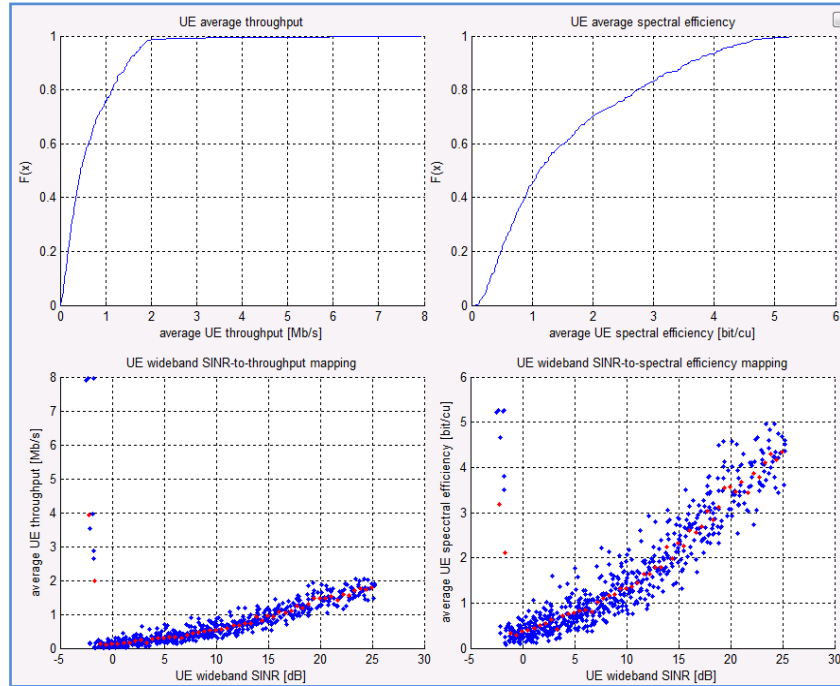 UE average throughput
1
0.8
0.6
0.4
0.2
0
F(x)
0 1 2 3 4 5 6 7 8
average UE throughput [Mb/s]
UE average spectral efficiency
1
0.8
0.6
0.4
0.2
0
F(x)
0 1 2 3 4 5 6
average UE spectral efficiency [bit/cu]
UE wideband SINR-to-throughput mapping
8
7
6
5
4
3
2
1
0
average UE throughput [Mb/s]
-5 0 5 10 15 20 25 30
UE wideband SINR [dB]
UE wideband SINR-to-spectral efficiency mapping
6
5
4
3
2
1
0
average UE specctral efficiency [bit/cu]
-5 0 5 10 15 20 25 30
UE wideband SINR [dB]